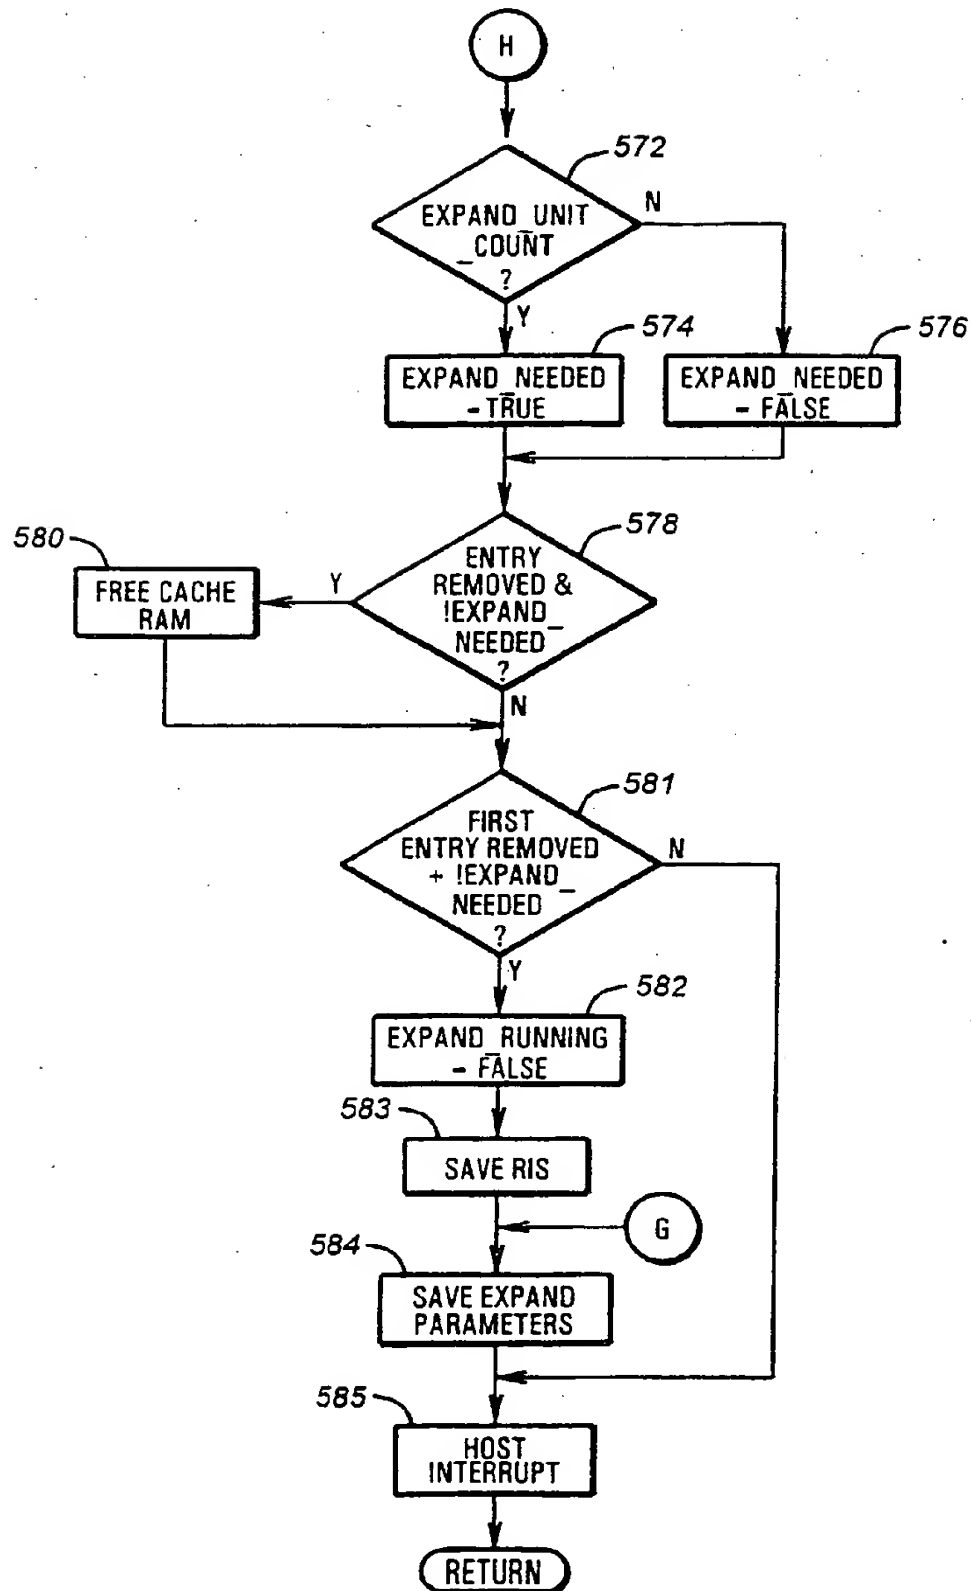 H
572
EXPAND_UNIT
_COUNT
?
N
Y
574
EXPAND_NEEDED
- TRUE
576
EXPAND_NEEDED
- FALSE
578
ENTRY
REMOVED &
!EXPAND_
NEEDED
?
Y
580
FREE CACHE
RAM
N
581
FIRST
ENTRY REMOVED
+ !EXPAND_
NEEDED
?
N
Y
582
EXPAND_RUNNING
- FALSE
583
SAVE RIS
G
584
SAVE EXPAND
PARAMETERS
585
HOST
INTERRUPT
RETURN